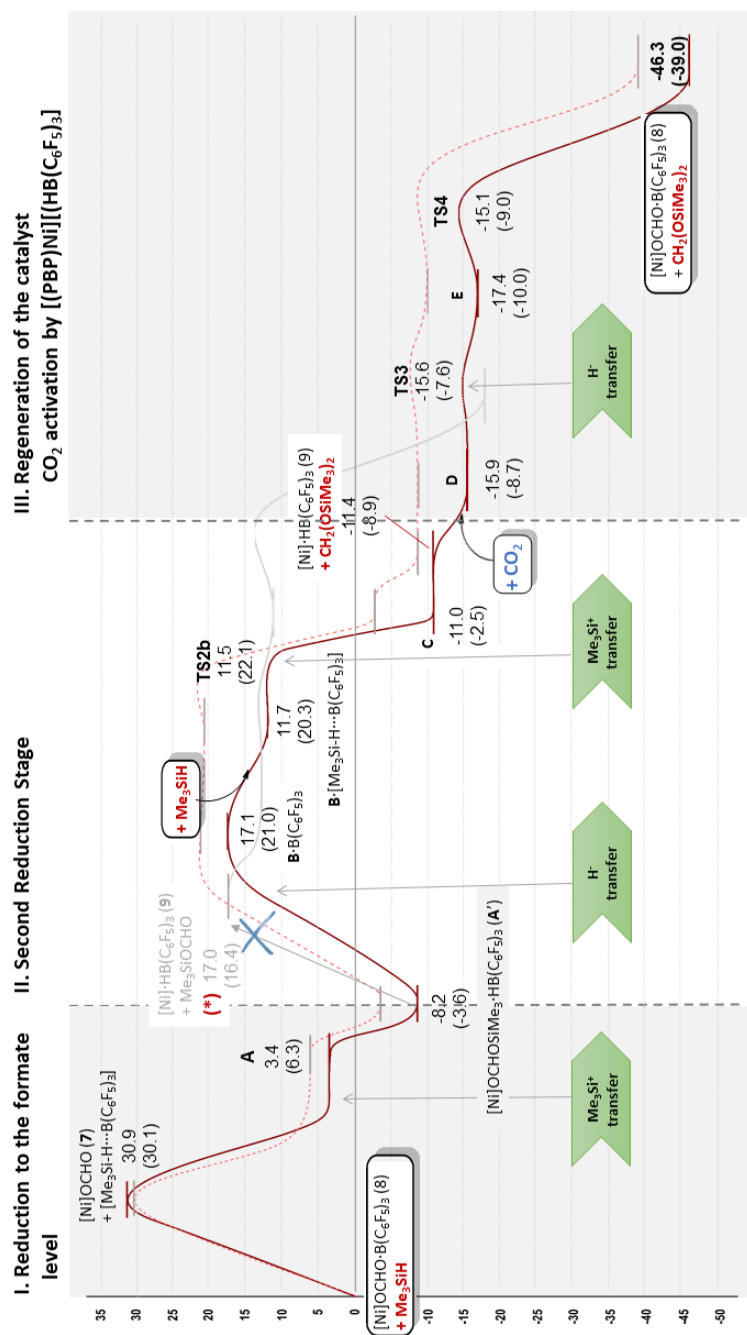 I. Reduction to the formate
level
II. Second Reduction Stage
III. Regeneration of the catalyst
CO₂ activation by [(PBP)Ni][(HB(C₆F₅)₃]
[Ni]OCHO (7)
+ [Me₃Si-H···B(C₆F₅)₃]
30.9
(30.1)
A
3.4
(6.3)
[Ni]·HB(C₆F₅)₃ (9)
+ Me₃SiOCHO
(*) 17.0
(16.4)
-8.2
(-3.6)
[Ni]OCHOSiMe₃·HB(C₆F₅)₃ (A’)
17.1
(21.0)
B·B(C₆F₅)₃
+ Me₃SiH
11.7
(20.3)
B·[Me₃Si-H···B(C₆F₅)₃]
TS2b
11.5
(22.1)
C
-11.0
(-2.5)
[Ni]·HB(C₆F₅)₃ (9)
+ CH₂(OSiMe₃)₂
-11.4
(-8.9)
+ CO₂
D
-15.9
(-8.7)
TS3
-15.6
(-7.6)
E
-17.4
(-10.0)
TS4
-15.1
(-9.0)
-46.3
(-39.0)
[Ni]OCHO·B(C₆F₅)₃ (8)
+ CH₂(OSiMe₃)₂
[Ni]OCHO·B(C₆F₅)₃ (8)
+ Me₃SiH
Me₃Si⁺
transfer
H⁻
transfer
Me₃Si⁺
transfer
H⁻
transfer
35
30
25
20
15
10
5
0
-5
-10
-15
-20
-25
-30
-35
-40
-45
-50